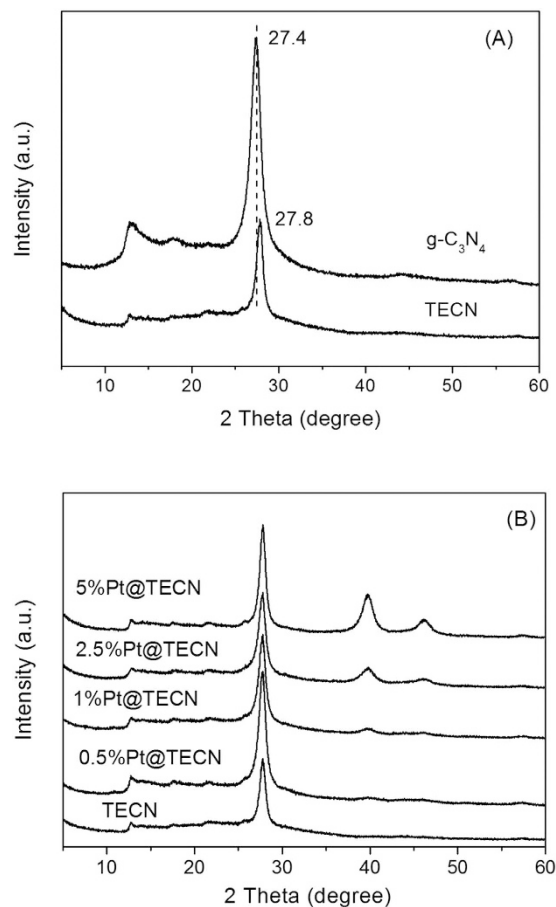 (A)
27.4
27.8
g-C₃N₄
TECN
Intensity (a.u.)
10 20 30 40 50 60
2 Theta (degree)
(B)
5%Pt@TECN
2.5%Pt@TECN
1%Pt@TECN
0.5%Pt@TECN
TECN
Intensity (a.u.)
10 20 30 40 50 60
2 Theta (degree)